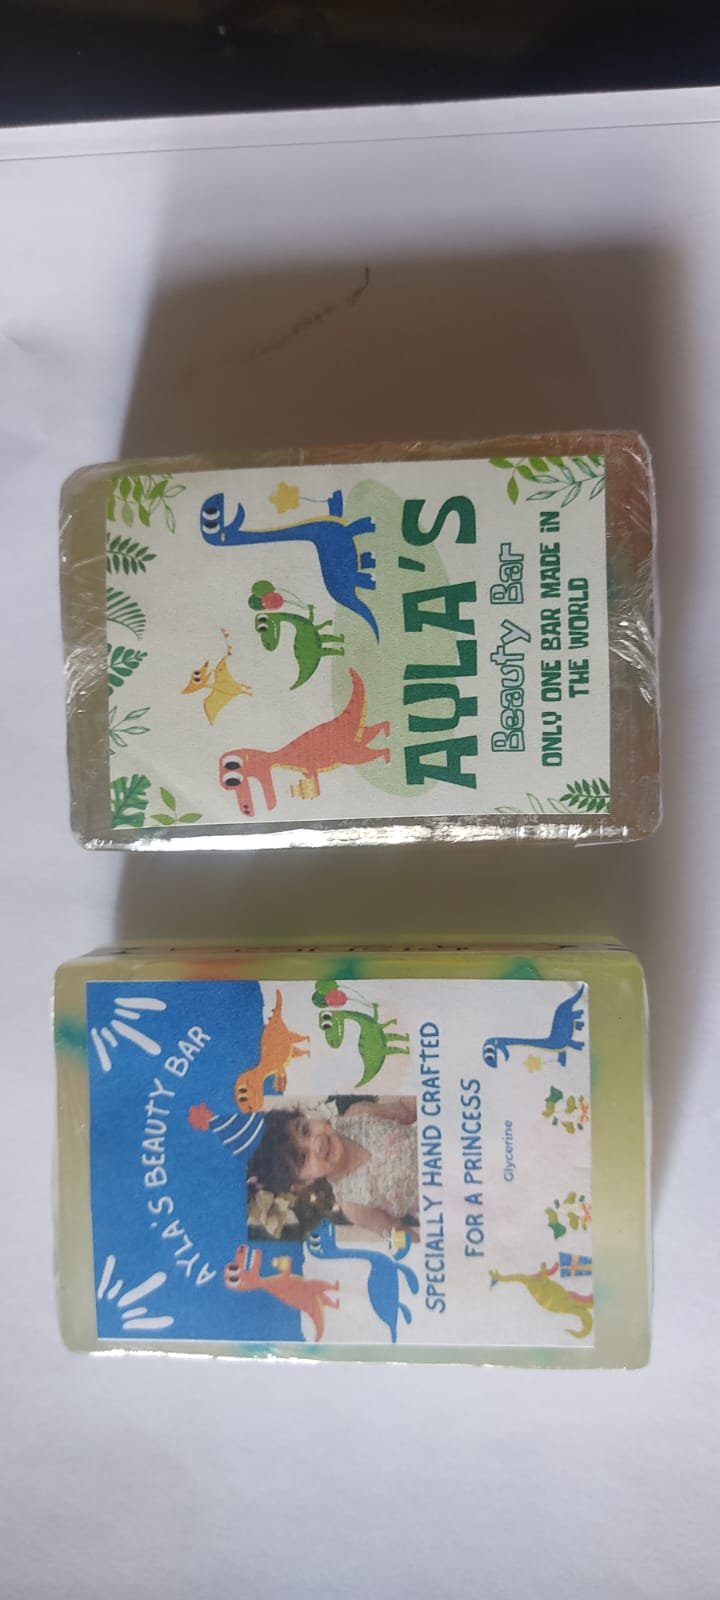 AYLA'S
Beauty Bar
ONLY ONE BAR MADE IN
THE WORLD
AYLA'S BEAUTY BAR
SPECIALLY HAND CRAFTED
FOR A PRINCESS
Glycerine